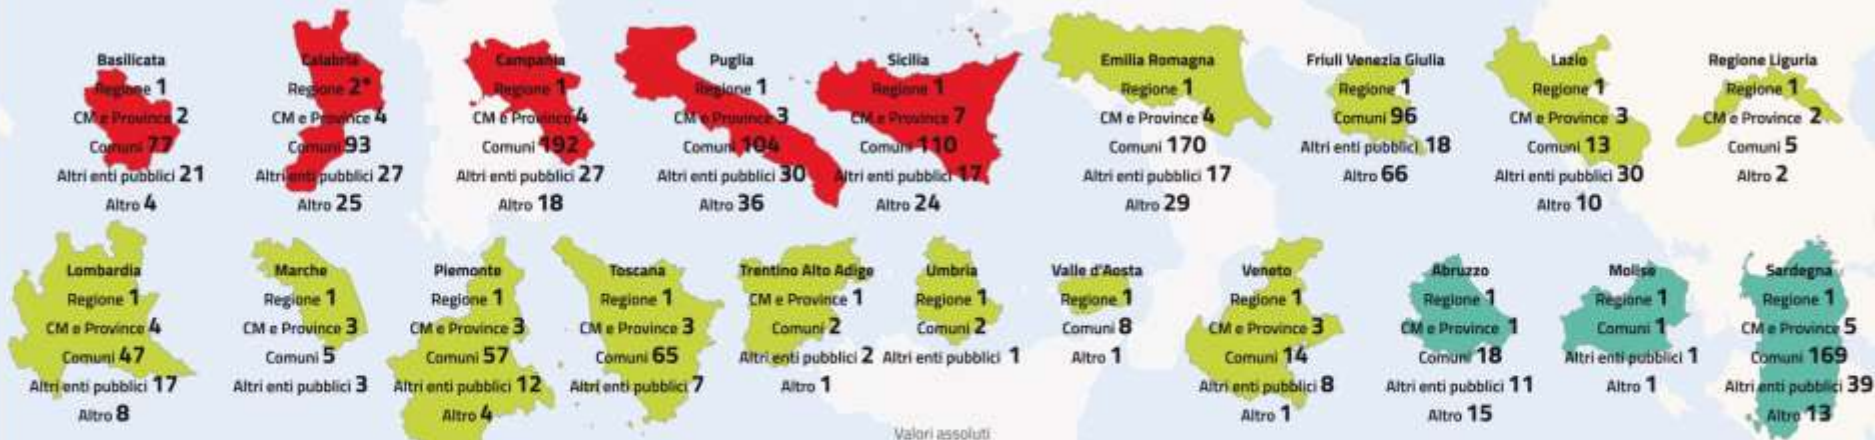 Basilicata
Regione 1
CM e Province 2
Comuni 77
Altri enti pubblici 21
Altro 4
Calabria
Regione 2*
CM e Province 4
Comuni 93
Altri enti pubblici 27
Altro 25
Campania
Regione 1
CM e Province 4
Comuni 192
Altri enti pubblici 27
Altro 18
Puglia
Regione 1
CM e Province 3
Comuni 104
Altri enti pubblici 30
Altro 36
Sicilia
Regione 1
CM e Province 7
Comuni 110
Altri enti pubblici 17
Altro 24
Emilia Romagna
Regione 1
CM e Province 4
Comuni 170
Altri enti pubblici 17
Altro 29
Friuli Venezia Giulia
Regione 1
Comuni 96
Altri enti pubblici 18
Altro 66
Lazio
Regione 1
CM e Province 3
Comuni 13
Altri enti pubblici 30
Altro 10
Regione Liguria
Regione 1
CM e Province 2
Comuni 5
Altro 2
Lombardia
Regione 1
CM e Province 4
Comuni 47
Altri enti pubblici 17
Altro 8
Marche
Regione 1
CM e Province 3
Comuni 5
Altri enti pubblici 3
Piemonte
Regione 1
CM e Province 3
Comuni 57
Altri enti pubblici 12
Altro 4
Toscana
Regione 1
CM e Province 3
Comuni 65
Altri enti pubblici 7
Trentino Alto Adige
CM e Province 1
Comuni 2
Altri enti pubblici 2
Altro 1
Umbria
Regione 1
Comuni 2
Altri enti pubblici 1
Valle d'Aosta
Regione 1
Comuni 8
Altro 1
Veneto
Regione 1
CM e Province 3
Comuni 14
Altri enti pubblici 8
Altro 1
Abruzzo
Regione 1
CM e Province 1
Comuni 18
Altri enti pubblici 11
Altro 15
Molise
Regione 1
Comuni 1
Altri enti pubblici 1
Altro 1
Sardegna
Regione 1
CM e Province 5
Comuni 169
Altri enti pubblici 39
Altro 13
Valori assoluti